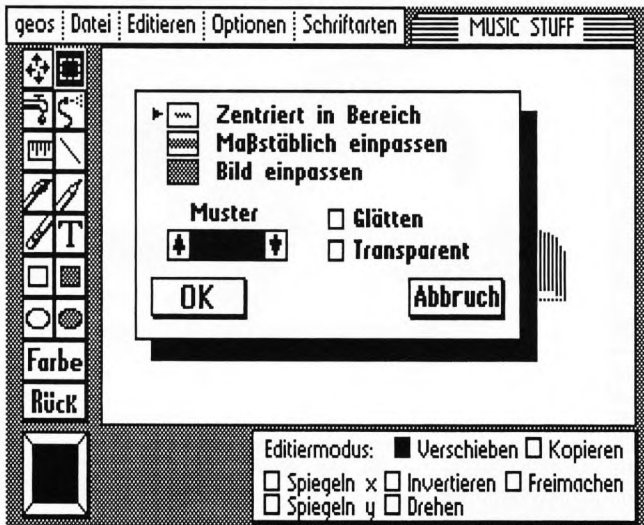 geos Datei Editieren Optionen Schriftarten MUSIC STUFF
Zentriert in Bereich
Maßstäblich einpassen
Bild einpassen
Muster
Glätten
Transparent
OK Abbruch
T
Farbe
Rück
Editiermodus: Verschieben Kopieren
Spiegeln x Invertieren Freimachen
Spiegeln y Drehen